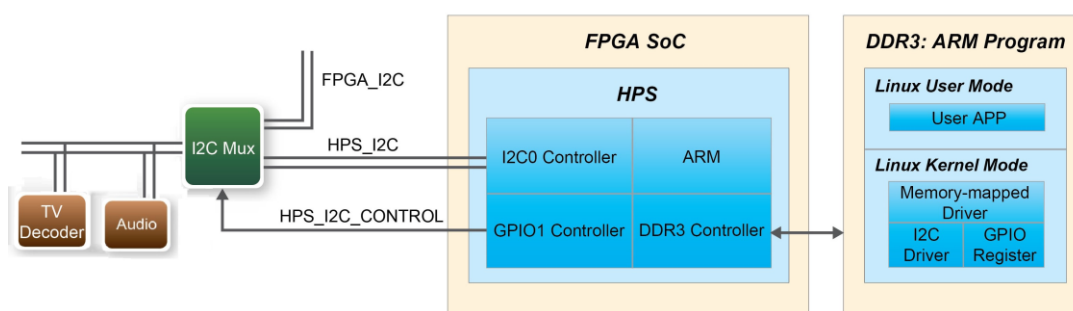 FPGA SoC
DDR3: ARM Program
FPGA_I2C
HPS
Linux User Mode
User APP
I2C Mux
HPS_I2C
I2C0 Controller
ARM
Linux Kernel Mode
Memory-mapped
Driver
TV
Decoder
Audio
HPS_I2C_CONTROL
GPIO1 Controller
DDR3 Controller
I2C
Driver
GPIO
Register